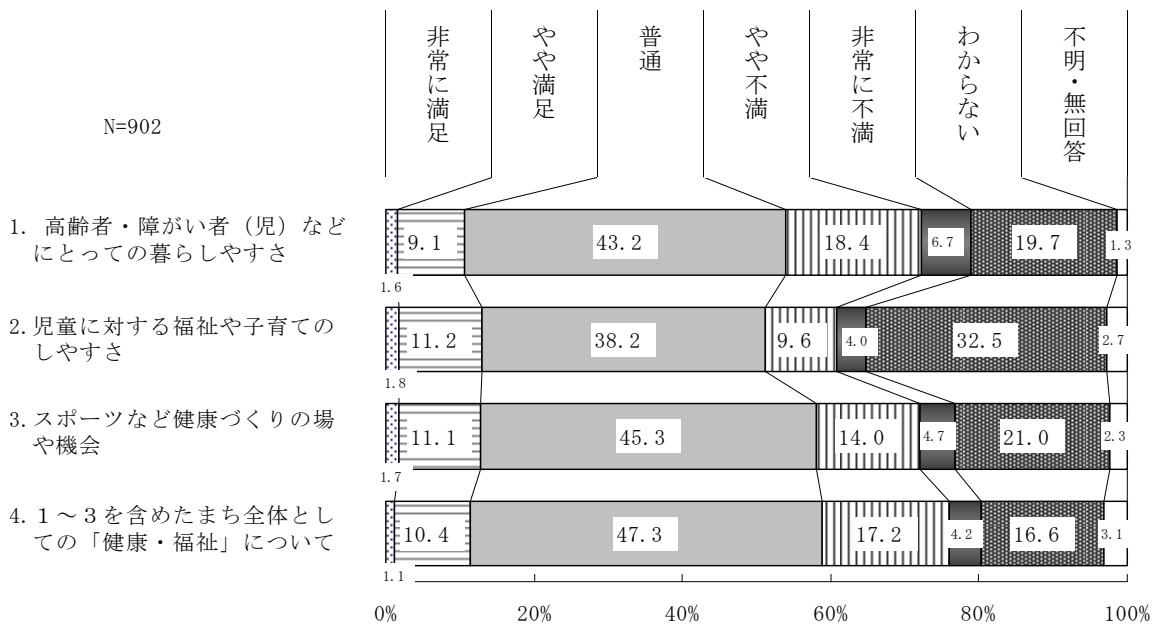 非常に満足
やや満足
普通
やや不満
非常に不満
わからない
不明・無回答
N=902
1. 高齢者・障がい者（児）など
にとっての暮らしやすさ
9.1
43.2
18.4
6.7
19.7
1.3
1.6
2.児童に対する福祉や子育ての
しやすさ
11.2
38.2
9.6
4.0
32.5
2.7
1.8
3.スポーツなど健康づくりの場
や機会
11.1
45.3
14.0
4.7
21.0
2.3
1.7
4.１～３を含めたまち全体とし
ての「健康・福祉」について
10.4
47.3
17.2
4.2
16.6
3.1
1.1
0%
20%
40%
60%
80%
100%